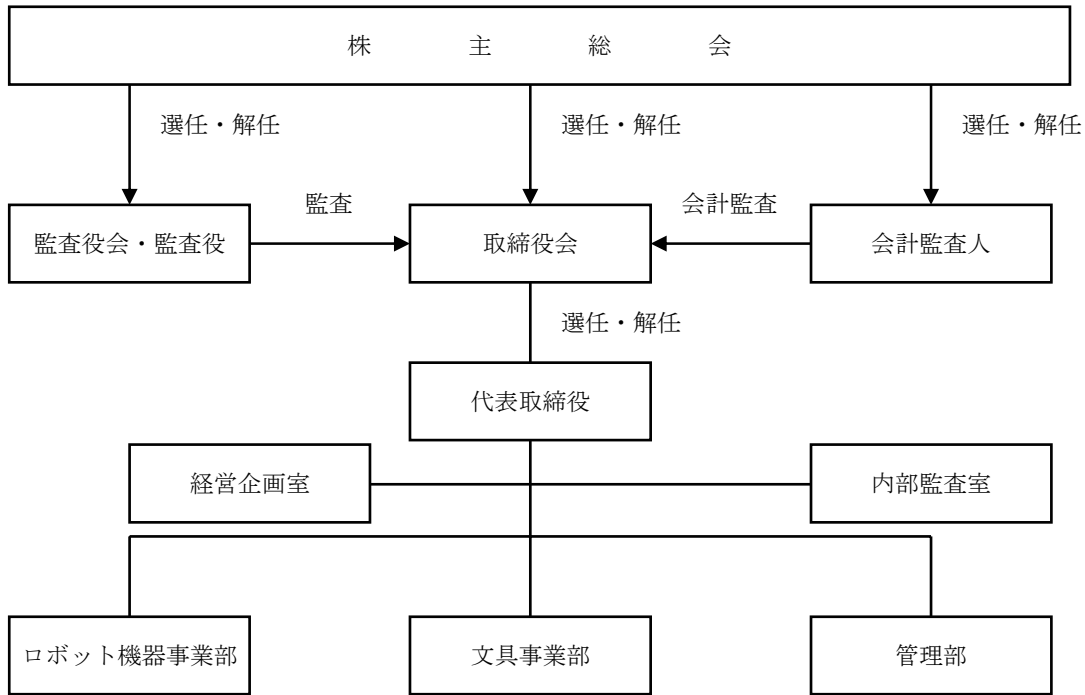 株主総会
選任・解任
選任・解任
選任・解任
監査
会計監査
監査役会・監査役
取締役会
会計監査人
選任・解任
代表取締役
経営企画室
内部監査室
ロボット機器事業部
文具事業部
管理部